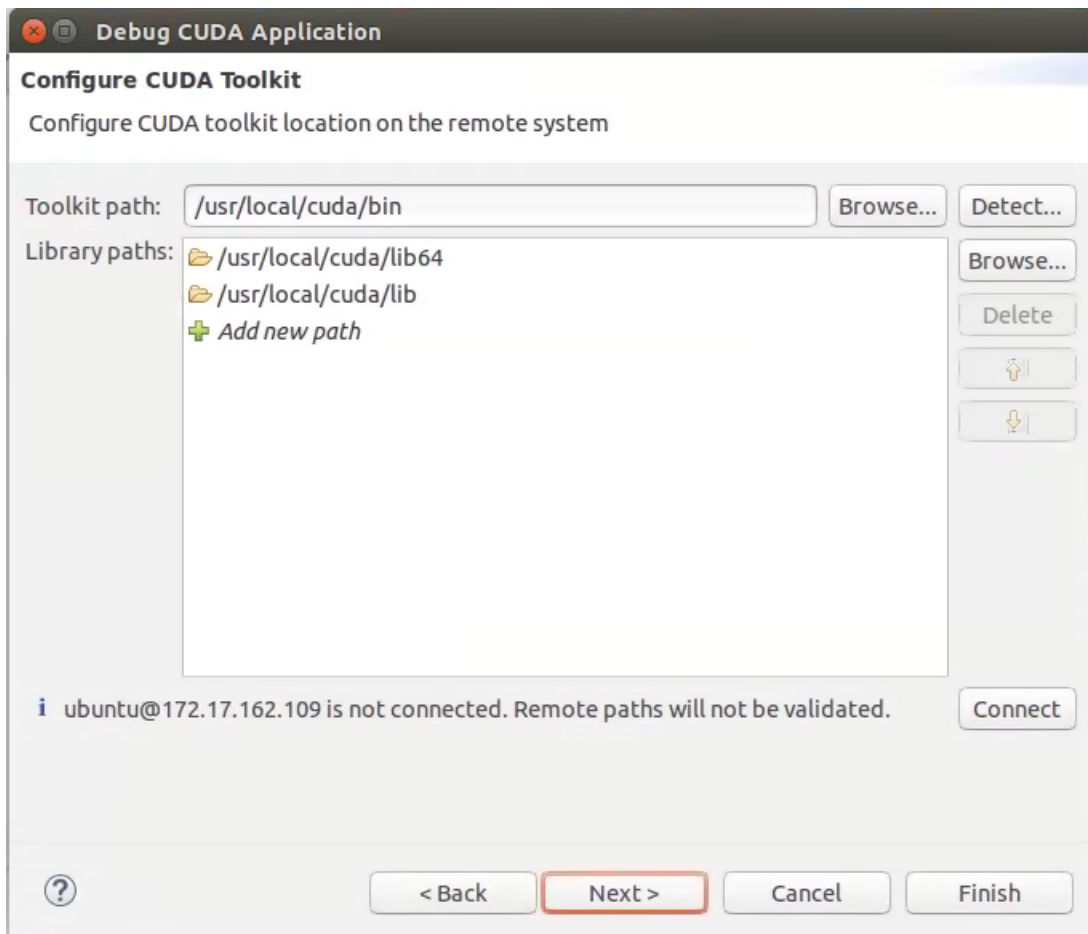 Debug CUDA Application
Configure CUDA Toolkit
Configure CUDA toolkit location on the remote system
Toolkit path: /usr/local/cuda/bin Browse... Detect...
Library paths: /usr/local/cuda/lib64 Browse...
/usr/local/cuda/lib Delete
Add new path
i ubuntu@172.17.162.109 is not connected. Remote paths will not be validated. Connect
? < Back Next > Cancel Finish